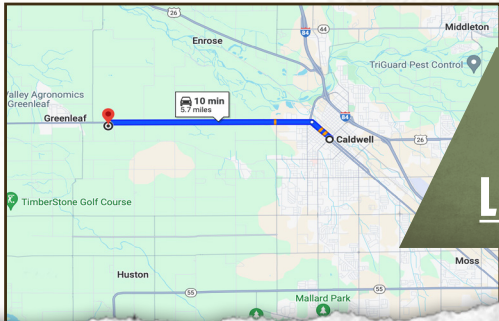 26
84
44
Middleton
Enrose
TriGuard Pest Control
Valley Agronomics
Greenleaf
10 min
5.7 miles
Greenleaf
84
Caldwell
26
TimberStone Golf Course
L
Moss
Huston
55
55
Mallard Park